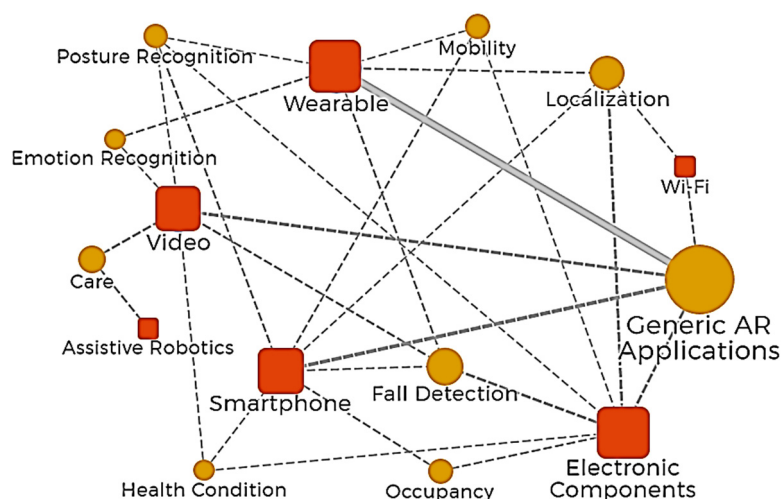 Posture Recognition
Wearable
Mobility
Localization
Emotion Recognition
Wi-Fi
Video
Care
Generic AR
Applications
Assistive Robotics
Smartphone
Fall Detection
Electronic
Components
Health Condition
Occupancy